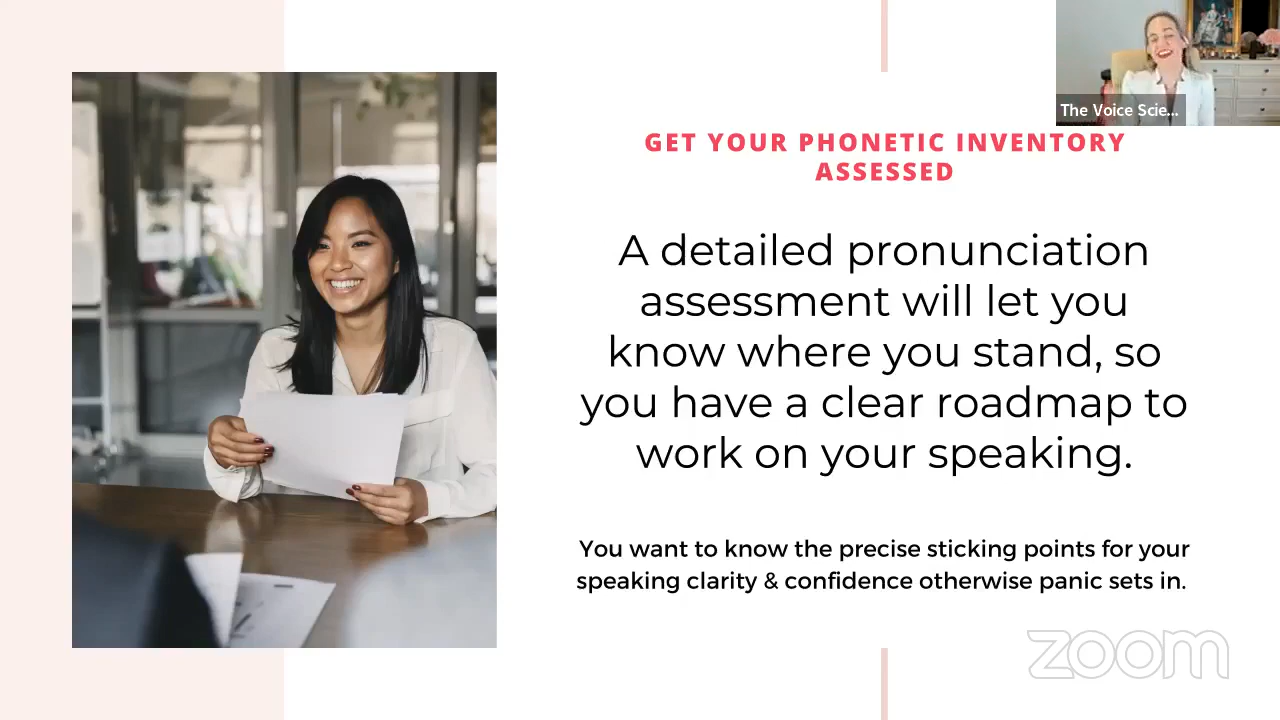 The Voice Scie...
GET YOUR PHONETIC INVENTORY
ASSESSED
A detailed pronunciation
assessment will let you
know where you stand, so
you have a clear roadmap to
work on your speaking.
You want to know the precise sticking points for your
speaking clarity & confidence otherwise panic sets in.
zoom